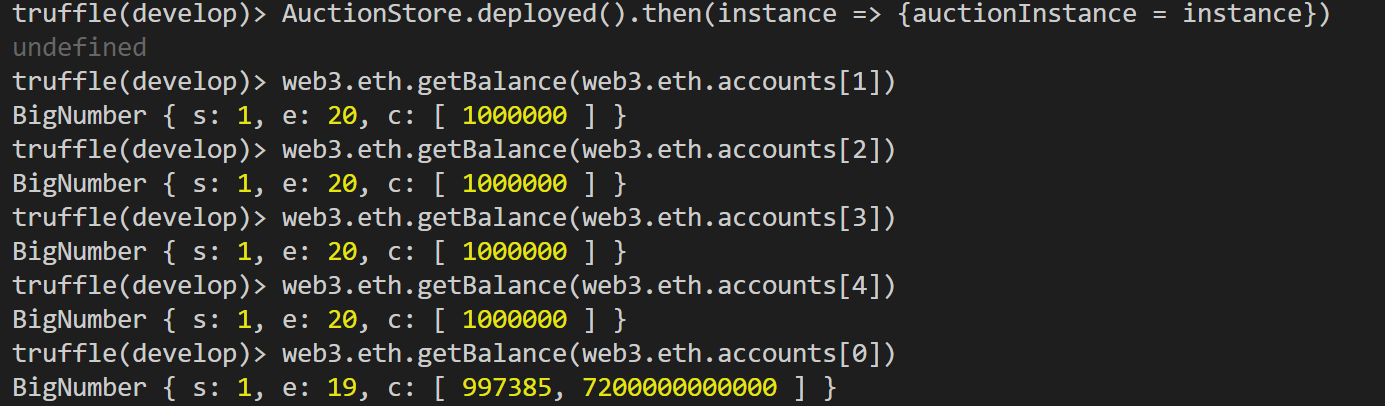 truffle(develop)> AuctionStore.deployed().then(instance => {auctionInstance = instance})
undefined
truffle(develop)> web3.eth.getBalance(web3.eth.accounts[1])
BigNumber { s: 1, e: 20, c: [ 1000000 ] }
truffle(develop)> web3.eth.getBalance(web3.eth.accounts[2])
BigNumber { s: 1, e: 20, c: [ 1000000 ] }
truffle(develop)> web3.eth.getBalance(web3.eth.accounts[3])
BigNumber { s: 1, e: 20, c: [ 1000000 ] }
truffle(develop)> web3.eth.getBalance(web3.eth.accounts[4])
BigNumber { s: 1, e: 20, c: [ 1000000 ] }
truffle(develop)> web3.eth.getBalance(web3.eth.accounts[0])
BigNumber { s: 1, e: 19, c: [ 997385, 7200000000000 ] }